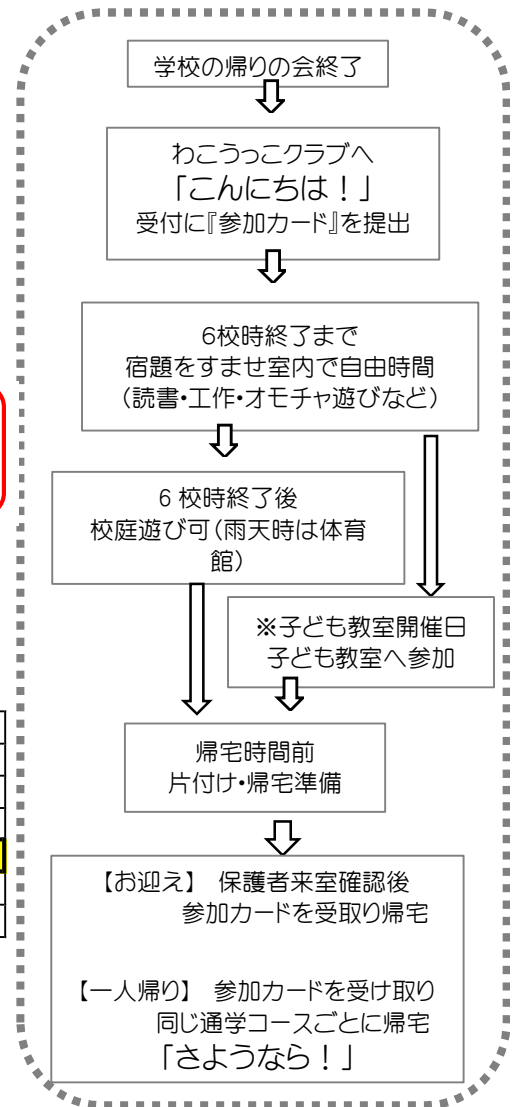 学校の帰りの会終了
わこうっこクラブへ
「こんにちは！」
受付に『参加カード』を提出
6校時終了まで
宿題をすませ室内で自由時間
（読書・工作・オモチャ遊びなど）
6 校時終了後
校庭遊び可（雨天時は体育
館）
※子ども教室開催日
子ども教室へ参加
帰宅時間前
片付け・帰宅準備
【お迎え】 保護者来室確認後
参加カードを受取り帰宅
【一人帰り】 参加カードを受け取り
同じ通学コースごとに帰宅
「さようなら！」